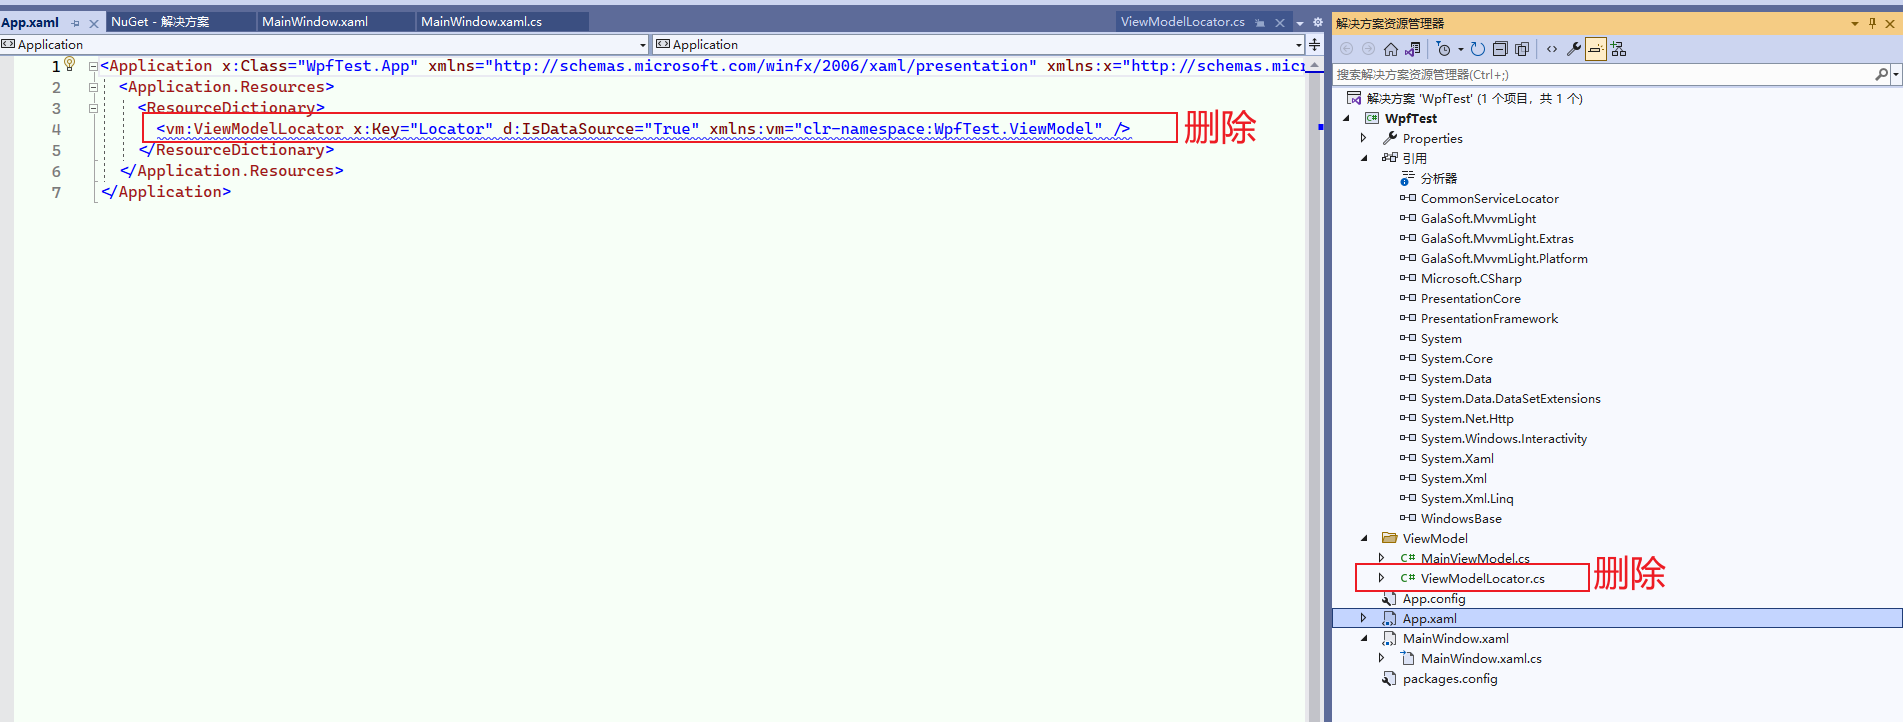 App.xaml
NuGet - 解决方案
MainWindow.xaml
MainWindow.xaml.cs
ViewModelLocator.cs
解决方案资源管理器
Application
Application
1 <Application x:Class="WpfTest.App" xmlns="http://schemas.microsoft.com/winfx/2006/xaml/presentation" xmlns:x="http://schemas.micr
2 <Application.Resources>
3 <ResourceDictionary>
4 <vm:ViewModelLocator x:Key="Locator" d:IsDataSource="True" xmlns:vm="clr-namespace:WpfTest.ViewModel" />
删除
5 </ResourceDictionary>
6 </Application.Resources>
7 </Application>
搜索解决方案资源管理器(Ctrl+;)
解决方案 'WpfTest' (1 个项目，共 1 个)
C# WpfTest
Properties
引用
分析器
CommonServiceLocator
GalaSoft.MvvmLight
GalaSoft.MvvmLight.Extras
GalaSoft.MvvmLight.Platform
Microsoft.CSharp
PresentationCore
PresentationFramework
System
System.Core
System.Data
System.Data.DataSetExtensions
System.Net.Http
System.Windows.Interactivity
System.Xaml
System.Xml
System.Xml.Linq
WindowsBase
ViewModel
C# MainViewModel.cs
C# ViewModelLocator.cs
删除
App.config
App.xaml
MainWindow.xaml
MainWindow.xaml.cs
packages.config